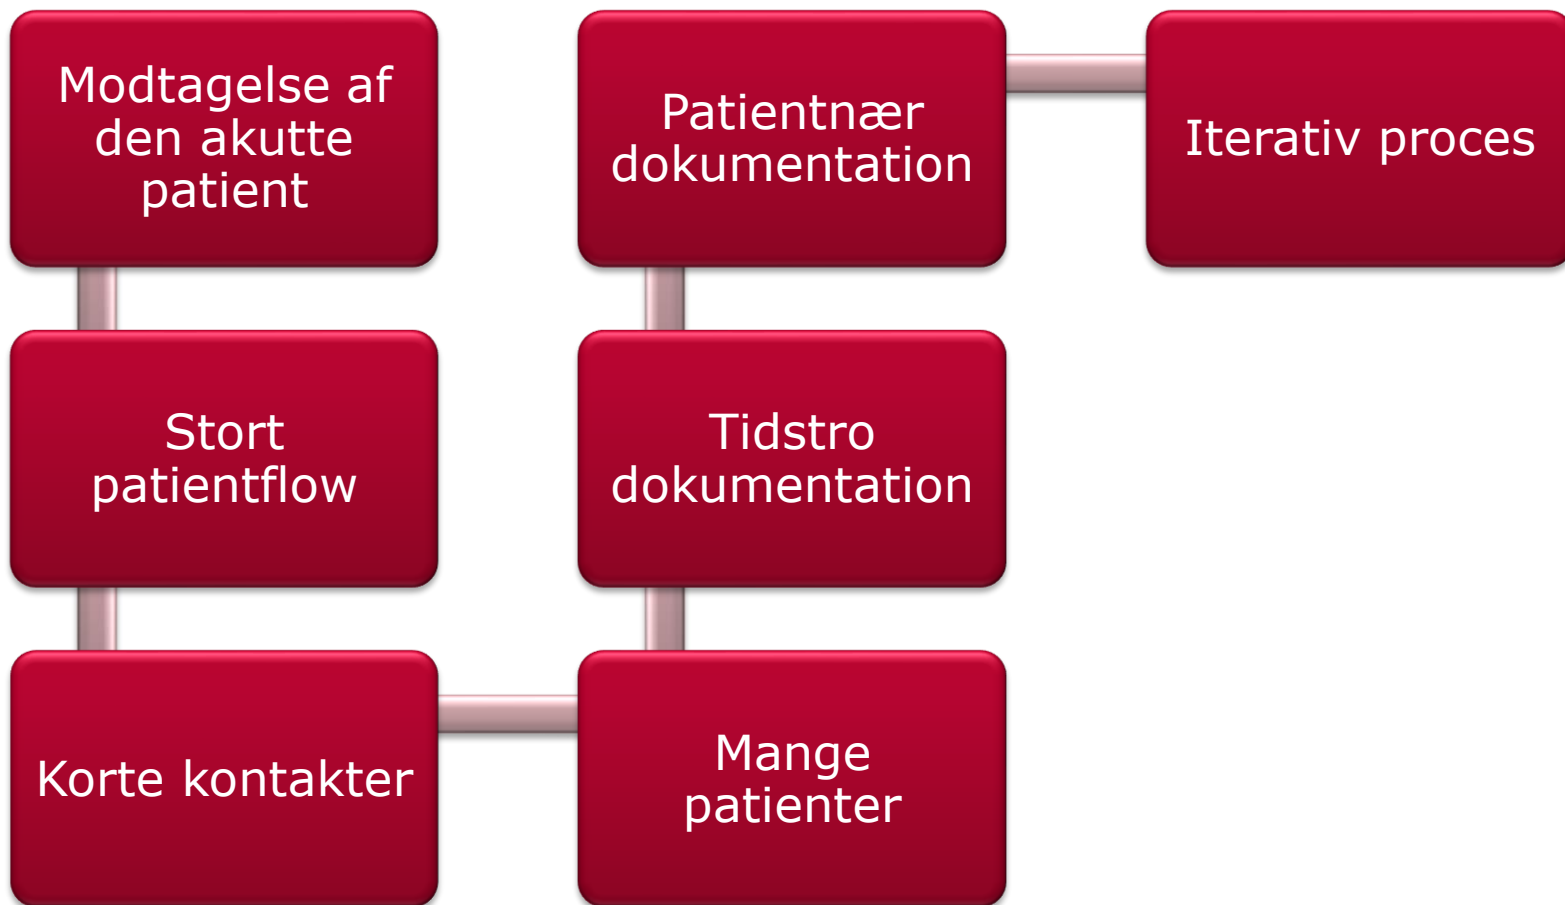 Modtagelse af
den akutte
patient
Stort
patientflow
Korte kontakter
Mange
patienter
Tidstro
dokumentation
Patientnær
dokumentation
Iterativ proces